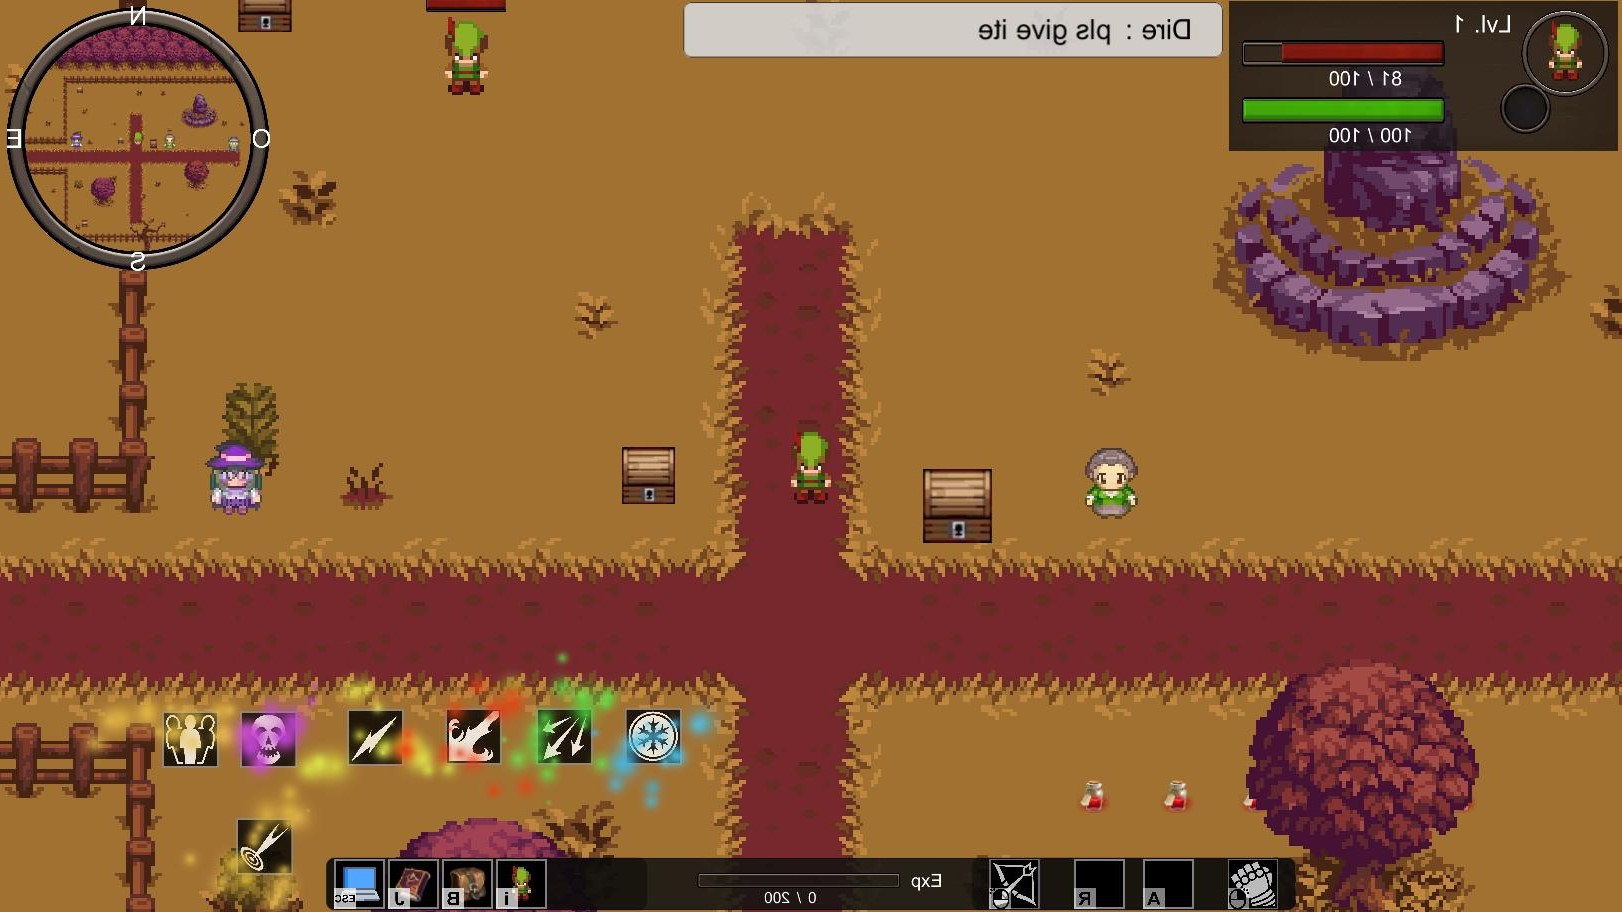 N
Dire : pls give ite
Lvl. 1
81 / 100
100 / 100
E
O
S
ESC
J
B
i
Exp
0 / 200
R
A